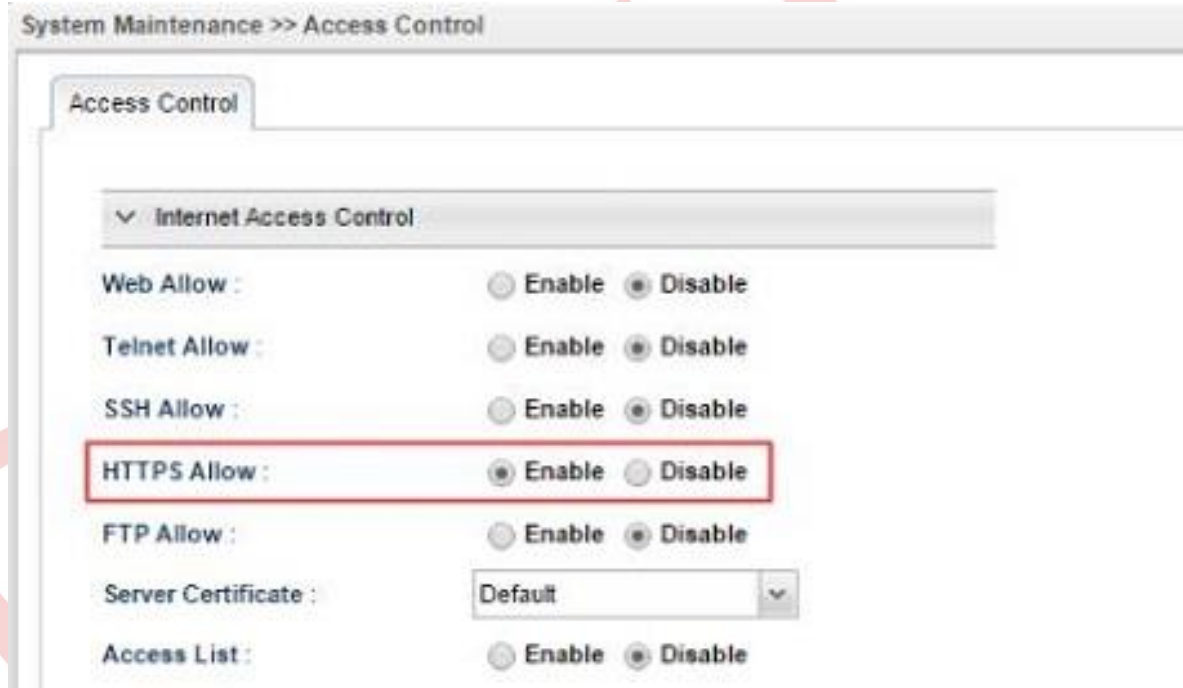 System Maintenance >> Access Control
Access Control
Internet Access Control
Web Allow : Enable Disable
Telnet Allow : Enable Disable
SSH Allow : Enable Disable
HTTPS Allow : Enable Disable
FTP Allow : Enable Disable
Server Certificate : Default
Access List : Enable Disable